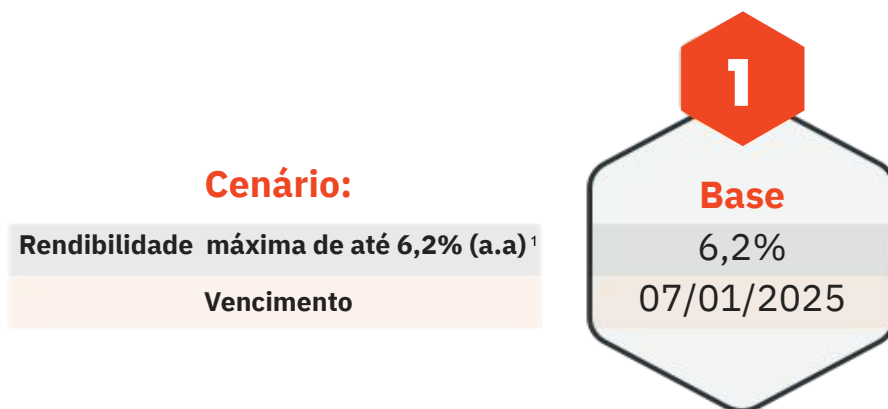 1
Cenário:
Base
Rendibilidade máxima de até 6,2% (a.a) ¹
6,2%
Vencimento
07/01/2025